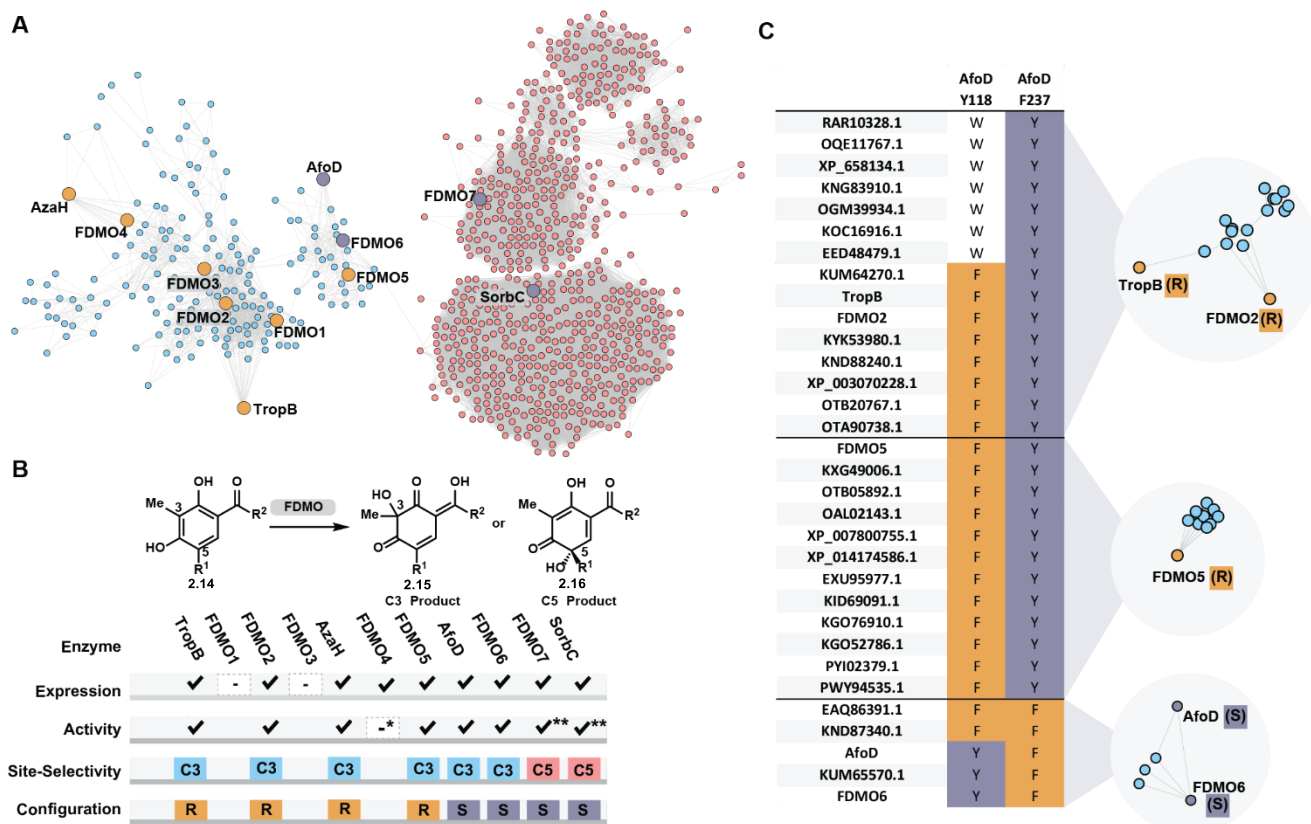 A
AzaH
FDMO4
FDMO3
FDMO2
FDMO1
TropB
AfoD
FDMO6
FDMO5
FDMO7
SorbC
B
OH O
Me 3 R2
HO 5
R1
2.14
FDMO
HO O OH
3
Me R2
O
R1
2.15
C3 Product
or
OH O
Me R2
O 5
HO R1
2.16
C5 Product
Enzyme TropB FDMO1 FDMO2 FDMO3 AzaH FDMO4 FDMO5 AfoD FDMO6 FDMO7 SorbC
Expression ✓ - ✓ - ✓ ✓ ✓ ✓ ✓ ✓ ✓
Activity ✓ ✓ ✓ -* ✓ ✓ ✓ ✓** ✓**
Site-Selectivity C3 C3 C3 C3 C3 C3 C5 C5
Configuration R R R R S S S S
C
AfoD AfoD
Y118 F237
RAR10328.1 W Y
OQE11767.1 W Y
XP_658134.1 W Y
KNG83910.1 W Y
OGM39934.1 W Y
KOC16916.1 W Y
EED48479.1 W Y
KUM64270.1 F Y
TropB F Y
FDMO2 F Y
KYK53980.1 F Y
KND88240.1 F Y
XP_003070228.1 F Y
OTB20767.1 F Y
OTA90738.1 F Y
FDMO5 F Y
KXG49006.1 F Y
OTB05892.1 F Y
OAL02143.1 F Y
XP_007800755.1 F Y
XP_014174586.1 F Y
EXU95977.1 F Y
KID69091.1 F Y
KGO76910.1 F Y
KGO52786.1 F Y
PYI02379.1 F Y
PWY94535.1 F Y
EAQ86391.1 F F
KND87340.1 F F
AfoD Y F
KUM65570.1 Y F
FDMO6 Y F
TropB (R)
FDMO2 (R)
FDMO5 (R)
AfoD (S)
FDMO6
(S)